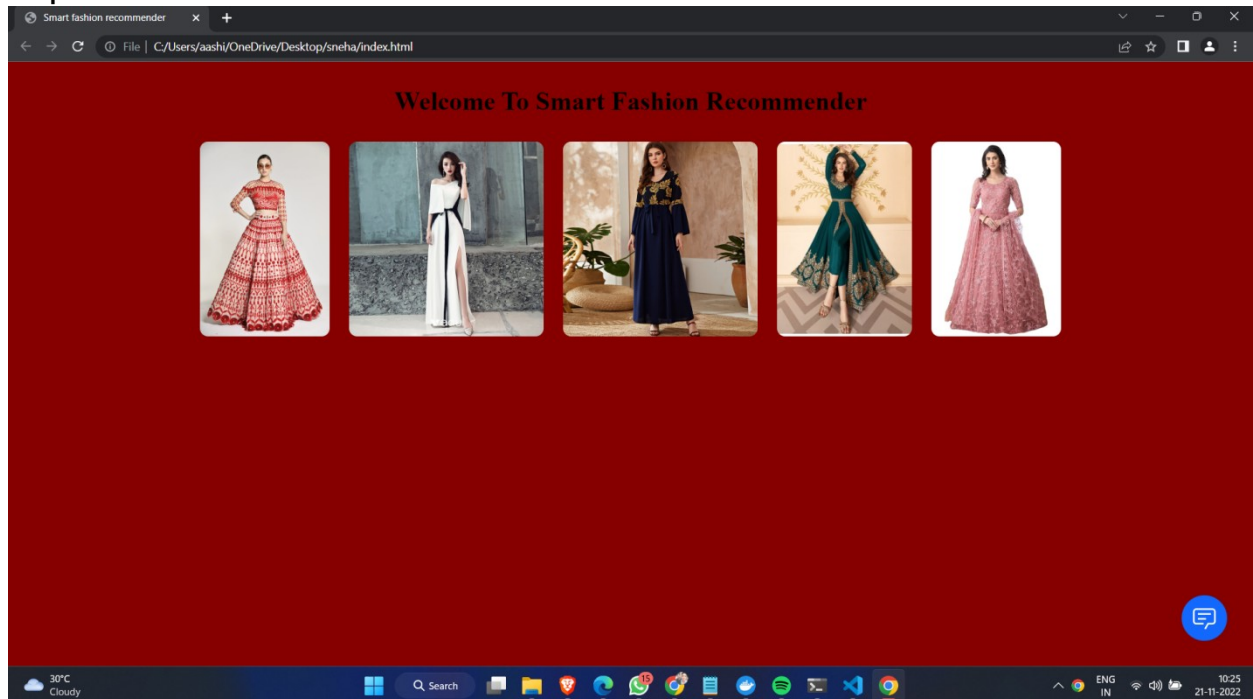 Smart fashion recommender
File | C:/Users/aashi/OneDrive/Desktop/sneha/index.html
Welcome To Smart Fashion Recommender
30°C
Cloudy
Search
15
ENG
IN
10:25
21-11-2022